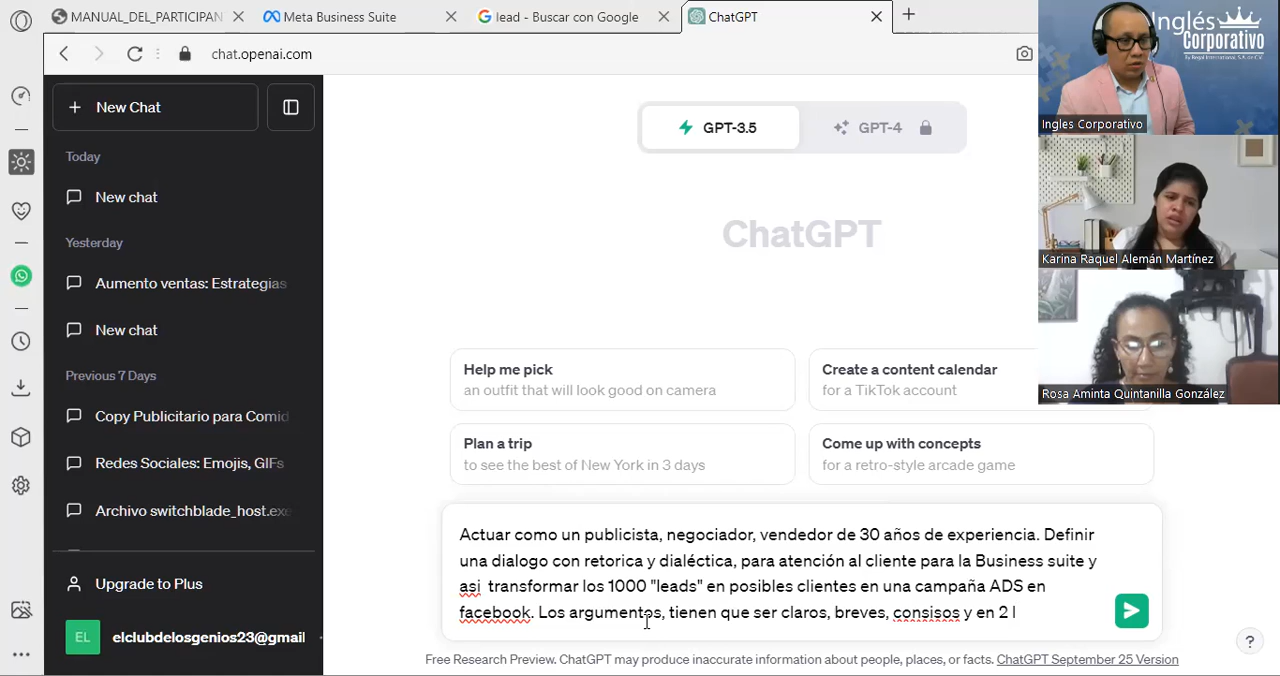 MANUAL_DEL_PARTICIPAN
Meta Business Suite
lead - Buscar con Google
ChatGPT
chat.openai.com
New Chat
Today
New chat
Yesterday
Aumento ventas: Estrategias
New chat
Previous 7 Days
Copy Publicitario para Comid
Redes Sociales: Emojis, GIFs
Archivo switchblade_host.exe
Upgrade to Plus
EL
elclubdelosgenios23@gmail
GPT-3.5
GPT-4
ChatGPT
Help me pick
an outfit that will look good on camera
Create a content calendar
for a TikTok account
Plan a trip
to see the best of New York in 3 days
Come up with concepts
for a retro-style arcade game
Actuar como un publicista, negociador, vendedor de 30 años de experiencia. Definir
una dialogo con retorica y dialéctica, para atención al cliente para la Business suite y
asi  transformar los 1000 "leads" en posibles clientes en una campaña ADS en
facebook. Los argumentos, tienen que ser claros, breves, consisos y en 2 l
Free Research Preview. ChatGPT may produce inaccurate information about people, places, or facts. ChatGPT September 25 Version
?
Inglés
Corporativo
By Regal International, S.A. de C.V.
Ingles Corporativo
Karina Raquel Alemán Martínez
Rosa Aminta Quintanilla González